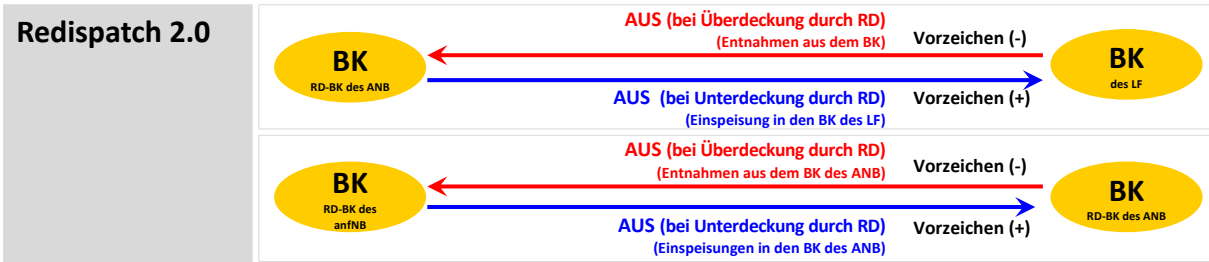 Redispatch 2.0
AUS (bei Überdeckung durch RD)
(Entnahmen aus dem BK)
Vorzeichen (-)
BK
RD-BK des ANB
BK
des LF
AUS (bei Unterdeckung durch RD)
(Einspeisung in den BK des LF)
Vorzeichen (+)
AUS (bei Überdeckung durch RD)
(Entnahmen aus dem BK des ANB)
Vorzeichen (-)
BK
RD-BK des
anfNB
BK
RD-BK des ANB
AUS (bei Unterdeckung durch RD)
(Einspeisungen in den BK des ANB)
Vorzeichen (+)